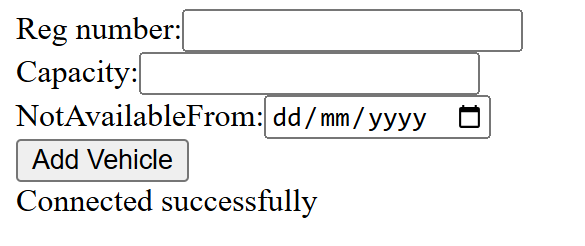 Reg number:
Capacity:
NotAvailableFrom: dd/mm/yyyy
Add Vehicle
Connected successfully